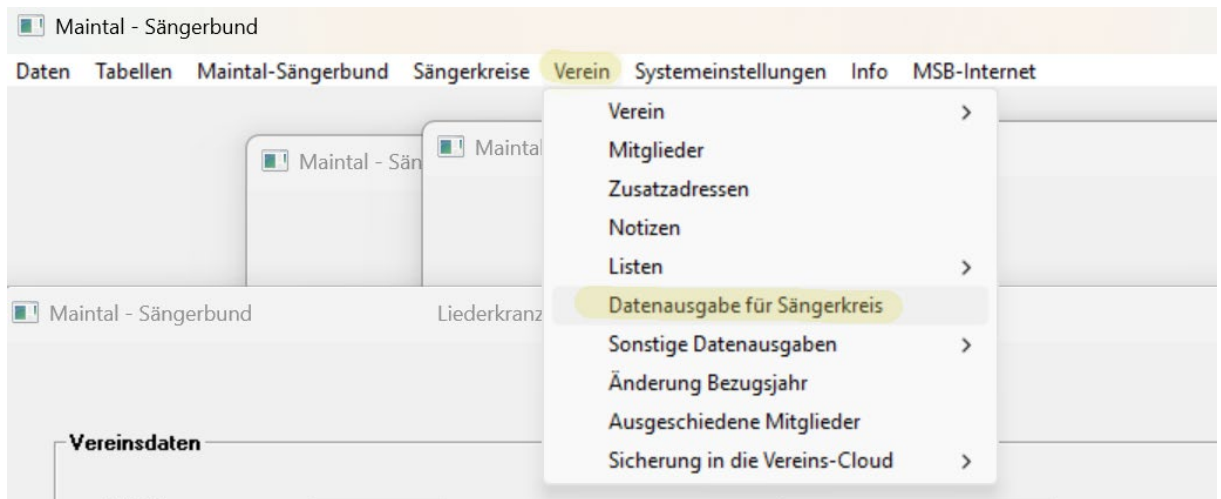 Maintal - Sängerbund
Daten Tabellen Maintal-Sängerbund Sängerkreise Verein Systemeinstellungen Info MSB-Internet
Verein
Mitglieder
Zusatzadressen
Notizen
Listen
Datenausgabe für Sängerkreis
Sonstige Datenausgaben
Änderung Bezugsjahr
Ausgeschiedene Mitglieder
Sicherung in die Vereins-Cloud
Maintal - Sän
Maintal
Maintal - Sängerbund Liederkranz
Vereinsdaten